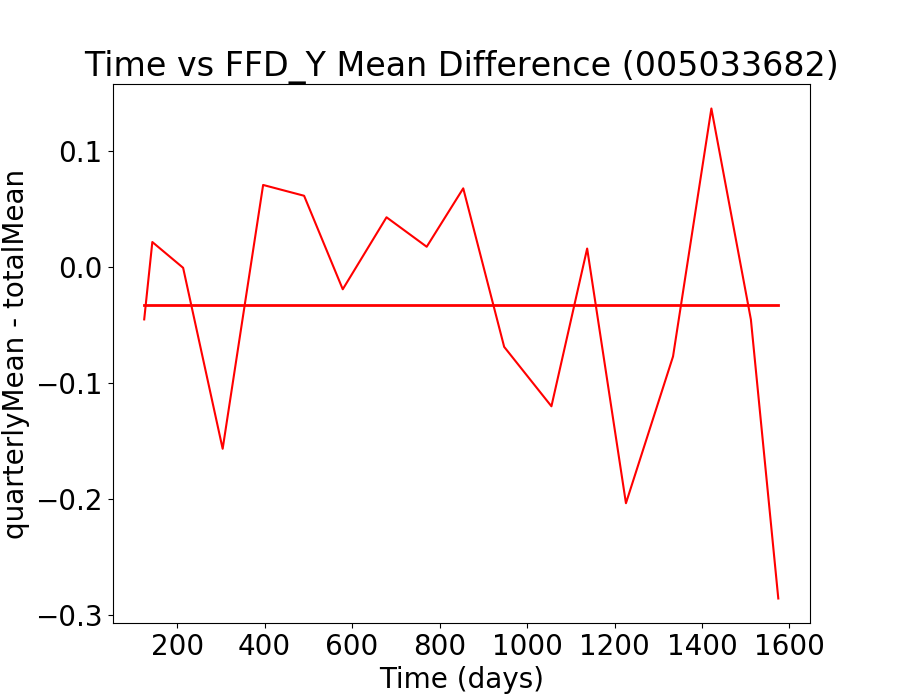 Time vs FFD_Y Mean Difference (005033682)
quarterlyMean - totalMean
0.1
0.0
−0.1
−0.2
−0.3
200 400 600 800 1000 1200 1400 1600
Time (days)